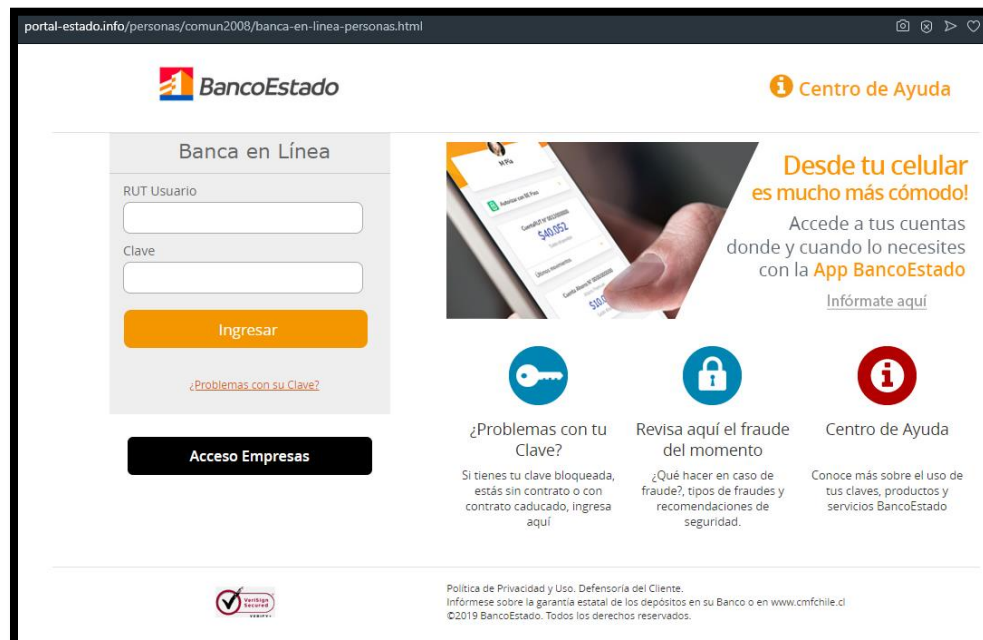 portal-estado.info/personas/comun2008/banca-en-linea-personas.html
BancoEstado
Centro de Ayuda
Banca en Línea
RUT Usuario
Clave
Ingresar
¿Problemas con su Clave?
Acceso Empresas
M Pía
CuentaRUT N°
$40.052
Últimos movimientos
Desde tu celular
es mucho más cómodo!
Accede a tus cuentas
donde y cuando lo necesites
con la App BancoEstado
Infórmate aquí
¿Problemas con tu
Clave?
Si tienes tu clave bloqueada,
estás sin contrato o con
contrato caducado, ingresa
aquí
Revisa aquí el fraude
del momento
¿Qué hacer en caso de
fraude?, tipos de fraudes y
recomendaciones de
seguridad.
Centro de Ayuda
Conoce más sobre el uso de
tus claves, productos y
servicios BancoEstado
VeriSign
Secured
Política de Privacidad y Uso. Defensoría del Cliente.
Infórmese sobre la garantía estatal de los depósitos en su Banco o en www.cmfchile.cl
©2019 BancoEstado. Todos los derechos reservados.